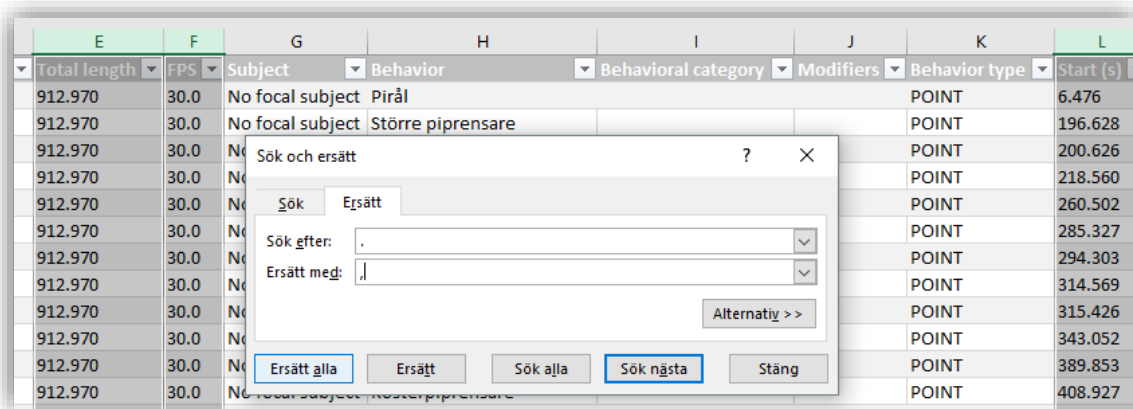 E F G H I J K L
Total length FPS Subject Behavior Behavioral category Modifiers Behavior type Start (s)
912.970 30.0 No focal subject Pirål POINT 6.476
912.970 30.0 No focal subject Större piprensare POINT 196.628
912.970 30.0 POINT 200.626
912.970 30.0 POINT 218.560
912.970 30.0 POINT 260.502
912.970 30.0 POINT 285.327
912.970 30.0 POINT 294.303
912.970 30.0 POINT 314.569
912.970 30.0 POINT 315.426
912.970 30.0 POINT 343.052
912.970 30.0 POINT 389.853
912.970 30.0 POINT 408.927
Sök och ersätt ? ×
Sök Ersätt
Sök efter: .
Ersätt med: ,
Alternativ >>
Ersätt alla Ersätt Sök alla Sök nästa Stäng